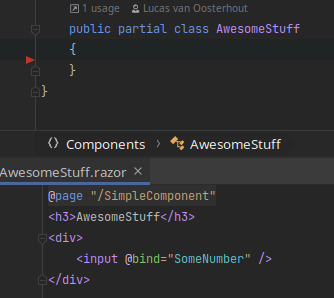 1 usage Lucas van Oosterhout
public partial class AwesomeStuff
{
}
}
Components > AwesomeStuff
AwesomeStuff.razor ×
@page "/SimpleComponent"
<h3>AwesomeStuff</h3>
<div>
<input @bind="SomeNumber" />
</div>